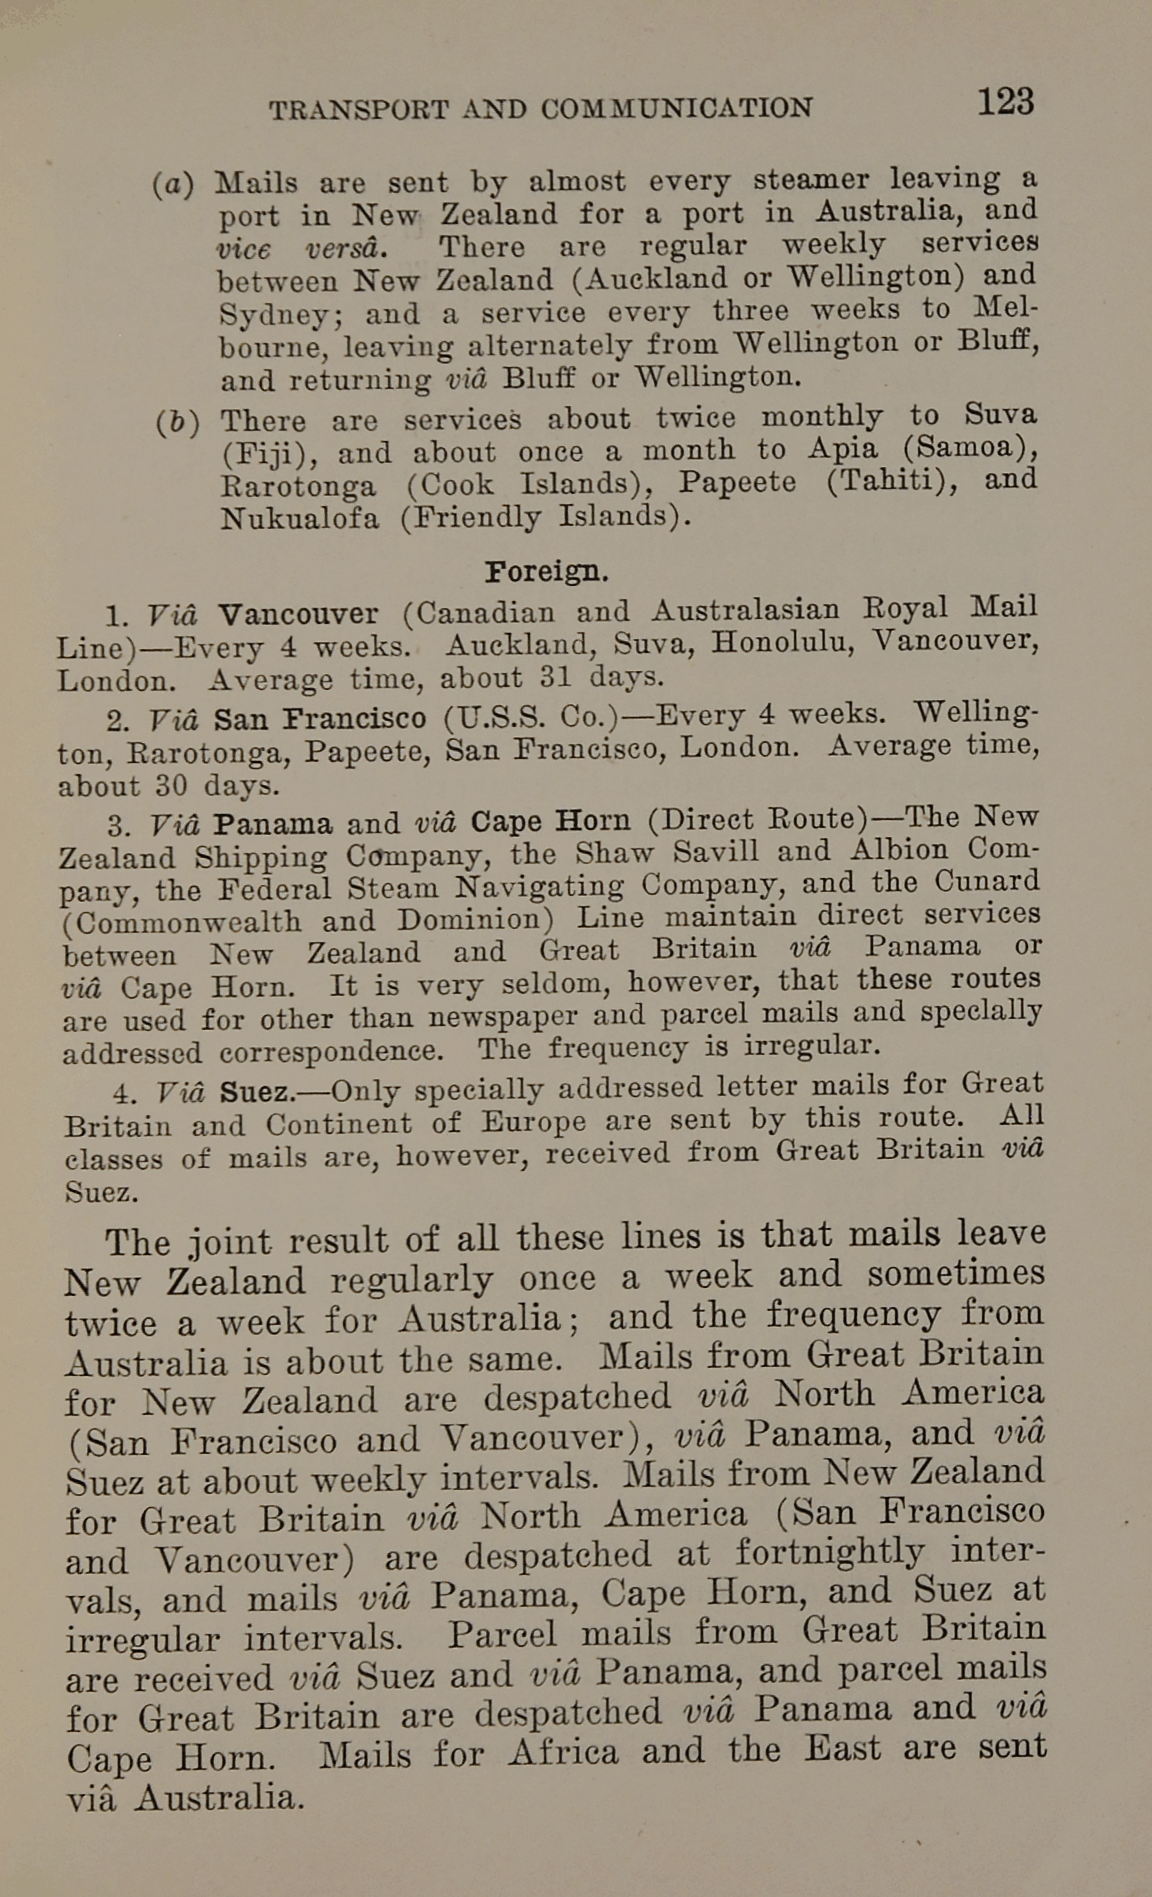 TRANSPORT AND COMMUNICATION 123
(a) Mails are sent by almost every steamer leaving a
port in New Zealand for a port in Australia, and
vice versâ. There are regular weekly services
between New Zealand (Auckland or Wellington) and
Sydney; and a service every three weeks to Mel-
bourne, leaving alternately from Wellington or Bluff,
and returning viâ Bluff or Wellington.
(b) There are services about twice monthly to Suva
(Fiji), and about once a month to Apia (Samoa),
Rarotonga (Cook Islands), Papeete (Tahiti), and
Nukualofa (Friendly Islands).
Foreign.
1. Viâ Vancouver (Canadian and Australasian Royal Mail
Line)—Every 4 weeks. Auckland, Suva, Honolulu, Vancouver,
London. Average time, about 31 days.
2. Viâ San Francisco (U.S.S. Co.)—Every 4 weeks. Welling-
ton, Rarotonga, Papeete, San Francisco, London. Average time,
about 30 days.
3. Viâ Panama and viâ Cape Horn (Direct Route)—The New
Zealand Shipping Company, the Shaw Savill and Albion Com-
pany, the Federal Steam Navigating Company, and the Cunard
(Commonwealth and Dominion) Line maintain direct services
between New Zealand and Great Britain viâ Panama or
viâ Cape Horn. It is very seldom, however, that these routes
are used for other than newspaper and parcel mails and speclally
addressed correspondence. The frequency is irregular.
4. Viâ Suez.—Only specially addressed letter mails for Great
Britain and Continent of Europe are sent by this route. All
classes of mails are, however, received from Great Britain viâ
Suez.
The joint result of all these lines is that mails leave
New Zealand regularly once a week and sometimes
twice a week for Australia; and the frequency from
Australia is about the same. Mails from Great Britain
for New Zealand are despatched viâ North America
(San Francisco and Vancouver), viâ Panama, and viâ
Suez at about weekly intervals. Mails from New Zealand
for Great Britain viâ North America (San Francisco
and Vancouver) are despatched at fortnightly inter-
vals, and mails viâ Panama, Cape Horn, and Suez at
irregular intervals. Parcel mails from Great Britain
are received viâ Suez and viâ Panama, and parcel mails
for Great Britain are despatched viâ Panama and viâ
Cape Horn. Mails for Africa and the East are sent
viâ Australia.